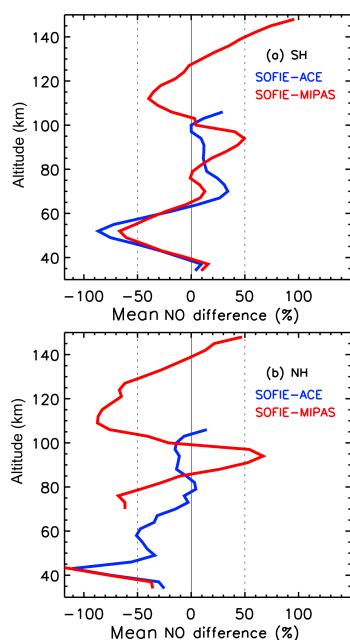 140
120
100
80
60
40
Altitude (km)
(a) SH
SOFIE-ACE
SOFIE-MIPAS
-100 -50 0 50 100
Mean NO difference (%)
140
120
100
80
60
40
Altitude (km)
(b) NH
SOFIE-ACE
SOFIE-MIPAS
-100 -50 0 50 100
Mean NO difference (%)